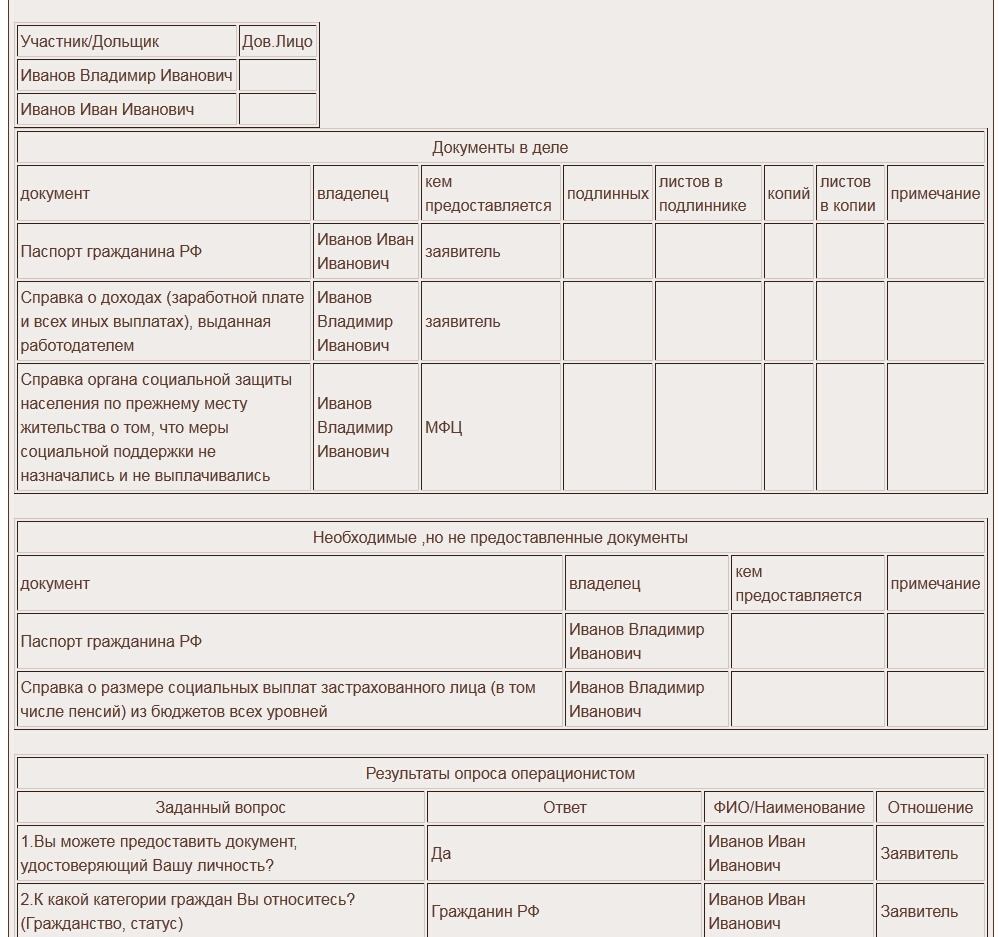 Участник/Дольщик Дов.Лицо
Иванов Владимир Иванович
Иванов Иван Иванович
Документы в деле
документ владелец кем предоставляется подлинных листов в подлиннике копий листов в копии примечание
Паспорт гражданина РФ Иванов Иван Иванович заявитель
Справка о доходах (заработной плате
и всех иных выплатах), выданная
работодателем
Иванов
Владимир
Иванович
заявитель
Справка органа социальной защиты
населения по прежнему месту
жительства о том, что меры
социальной поддержки не
назначались и не выплачивались
Иванов
Владимир
Иванович
МФЦ
Необходимые ,но не предоставленные документы
документ владелец кем предоставляется примечание
Паспорт гражданина РФ Иванов Владимир Иванович
Справка о размере социальных выплат застрахованного лица (в том
числе пенсий) из бюджетов всех уровней
Иванов Владимир
Иванович
Результаты опроса операционистом
Заданный вопрос Ответ ФИО/Наименование Отношение
1.Вы можете предоставить документ,
удостоверяющий Вашу личность?
Да
Иванов Иван
Иванович
Заявитель
2.К какой категории граждан Вы относитесь?
(Гражданство, статус)
Гражданин РФ
Иванов Иван
Иванович
Заявитель